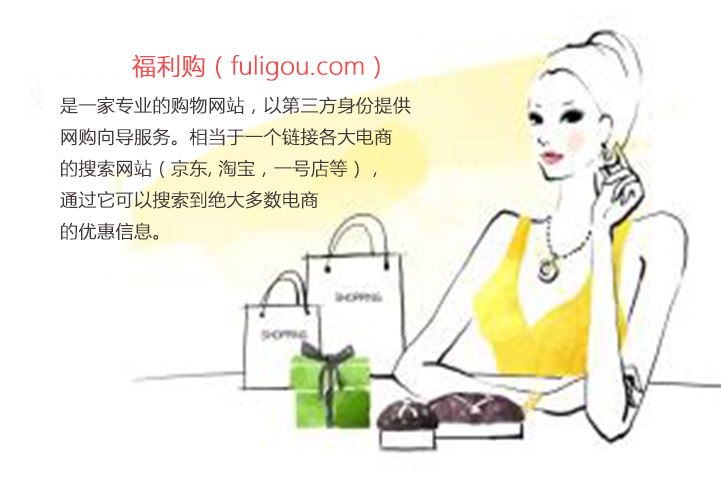 福利购（fuligou.com）
是一家专业的购物网站，以第三方身份提供
网购向导服务。相当于一个链接各大电商
的搜索网站（京东, 淘宝，一号店等），
通过它可以搜索到绝大多数电商
的优惠信息。
SHOPPING
SHOPPING